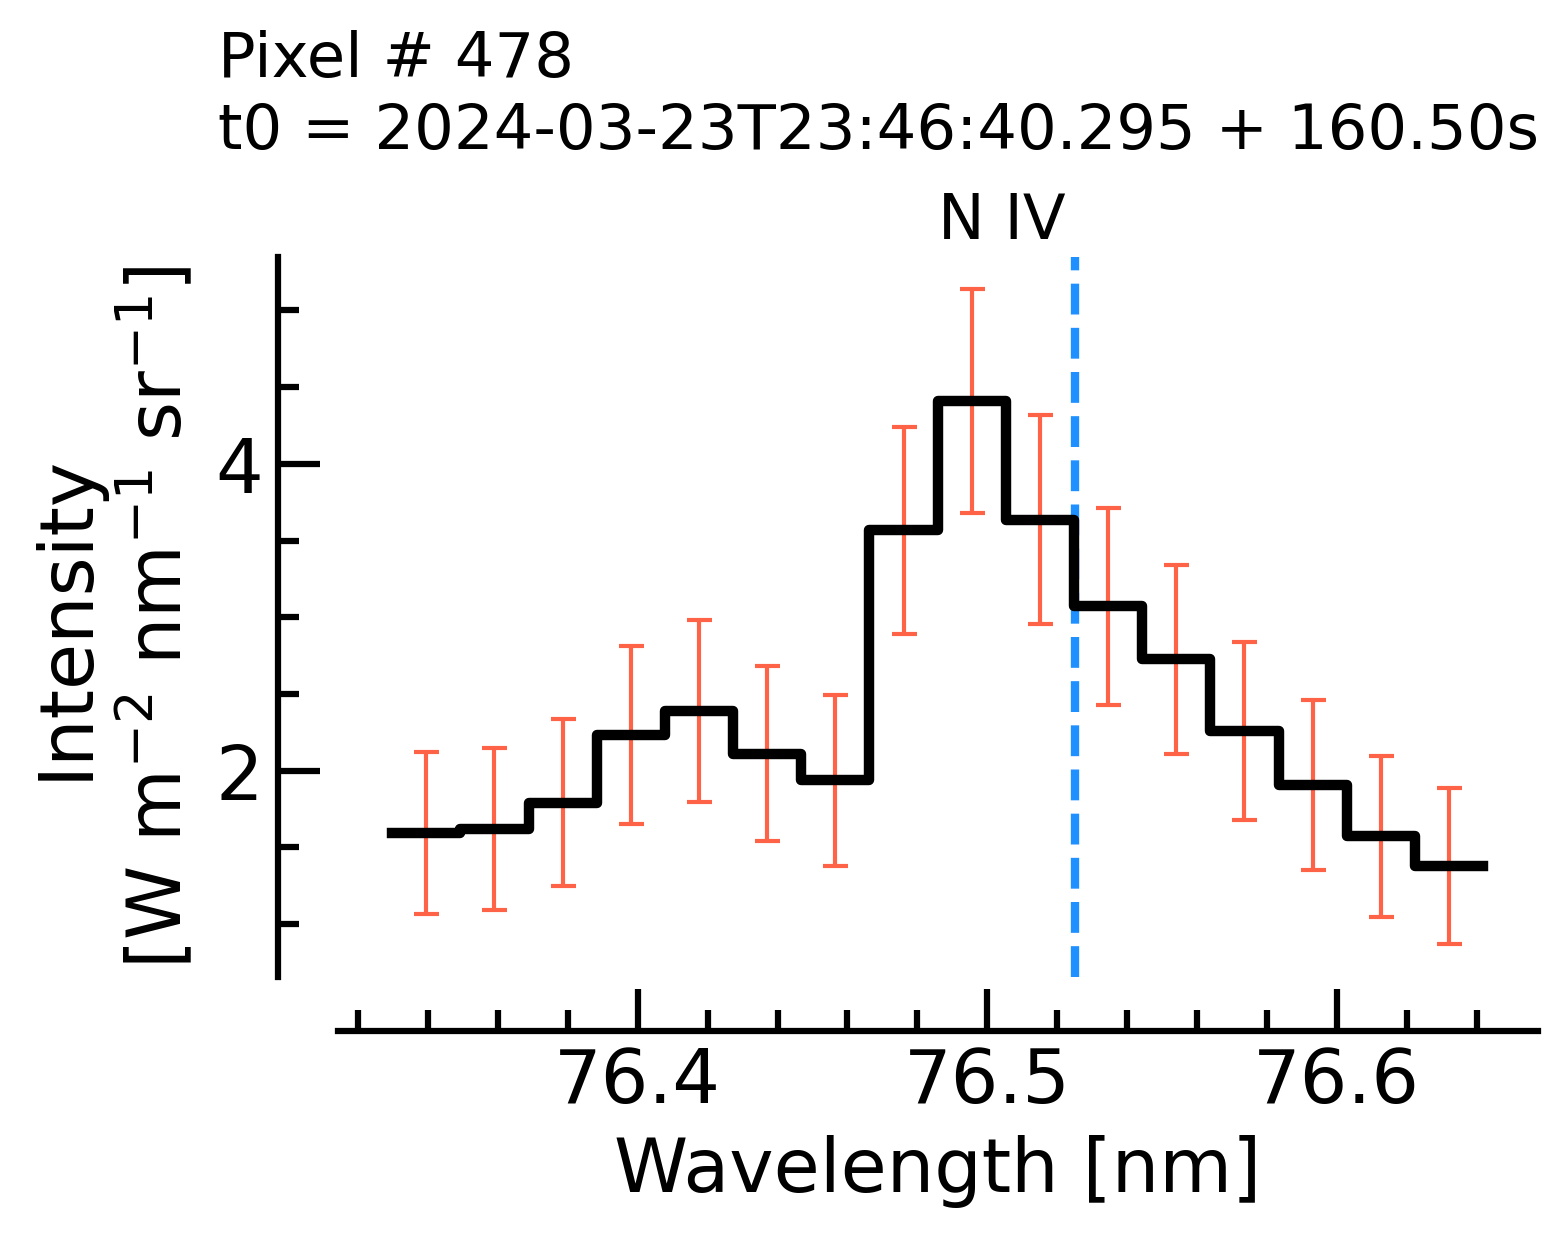 Pixel # 478
t0 = 2024-03-23T23:46:40.295 + 160.50s
N IV
Intensity
[W m⁻² nm⁻¹ sr⁻¹]
4
2
76.4 76.5 76.6
Wavelength [nm]